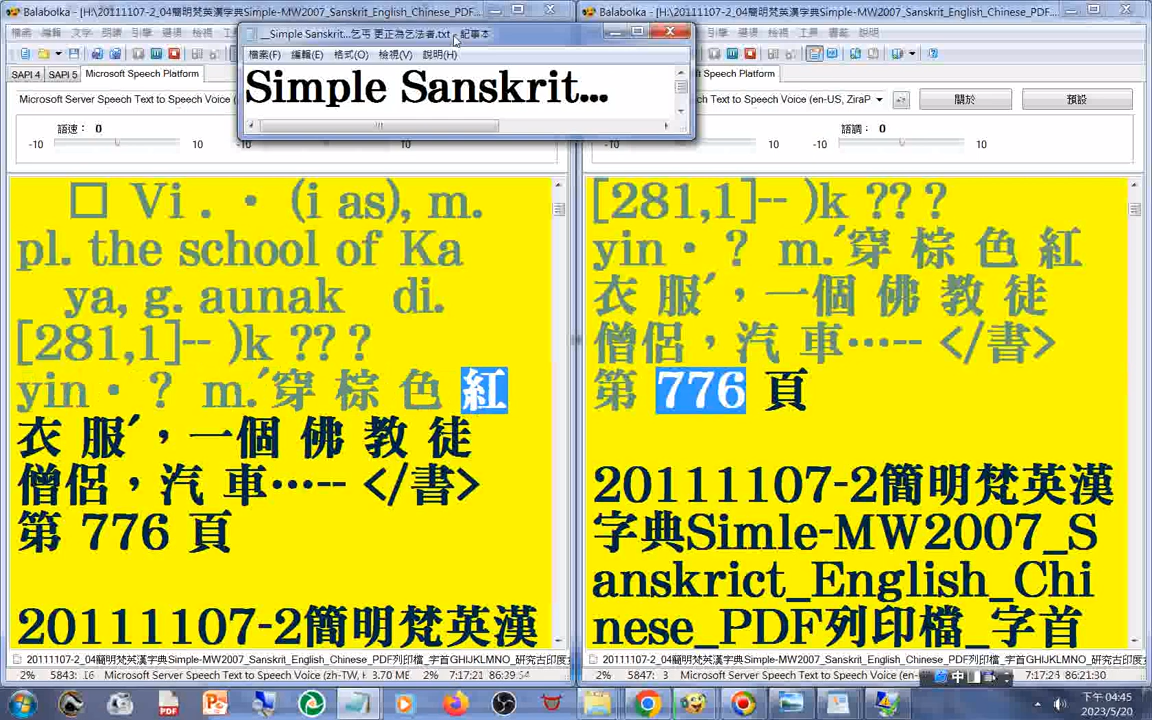 Balabolka - [H:\20111107-2_04簡明梵英漢字典Simple-MW2007_Sanskrit_English_Chinese_PDF...
Balabolka - [H:\20111107-2_04簡明梵英漢字典Simple-MW2007_Sanskrit_English_Chinese_PDF...
__Simple Sanskrit...乞丐 更正為乞法者.txt - 記事本
檔案(F) 編輯(E) 格式(O) 檢視(V) 說明(H)
Simple Sanskrit...
SAPI 4 SAPI 5 Microsoft Speech Platform
Speech Platform
Microsoft Server Speech Text to Speech Voice
ch Text to Speech Voice (en-US, ZiraP
關於
預設
語速： 0
語調： 0
-10 10 -10 10
-10 10 -10 10
□ Vi . · (i as), m.
pl. the school of Ka
ya, g. aunak di.
[281,1]-- )k ?? ?
yin · ? m.´穿 棕 色 紅
衣 服´，一個 佛 教 徒
僧侶，汽 車…-- </書>
第 776 頁
20111107-2簡明梵英漢
[281,1]-- )k ?? ?
yin · ? m.´穿 棕 色 紅
衣 服´，一個 佛 教 徒
僧侶，汽 車…-- </書>
第 776 頁
20111107-2簡明梵英漢
字典Simle-MW2007_S
anskrict_English_Chi
nese_PDF列印檔_字首
20111107-2_04簡明梵英漢字典Simple-MW2007_Sanskrit_English_Chinese_PDF列印檔_字首GHIJKLMNO_研究古印度
20111107-2_04簡明梵英漢字典Simple-MW2007_Sanskrit_English_Chinese_PDF列印檔_字首GHIJKLMNO_研究古印度
2% 5843: 16 Microsoft Server Speech Text to Speech Voice (zh-TW, H 3.70 ME 7:17:21 86:39:54
2% 5847: 3 Microsoft Server Speech Text to Speech Voice 7:17:23 86:21:30
中
下午 04:45
2023/5/20